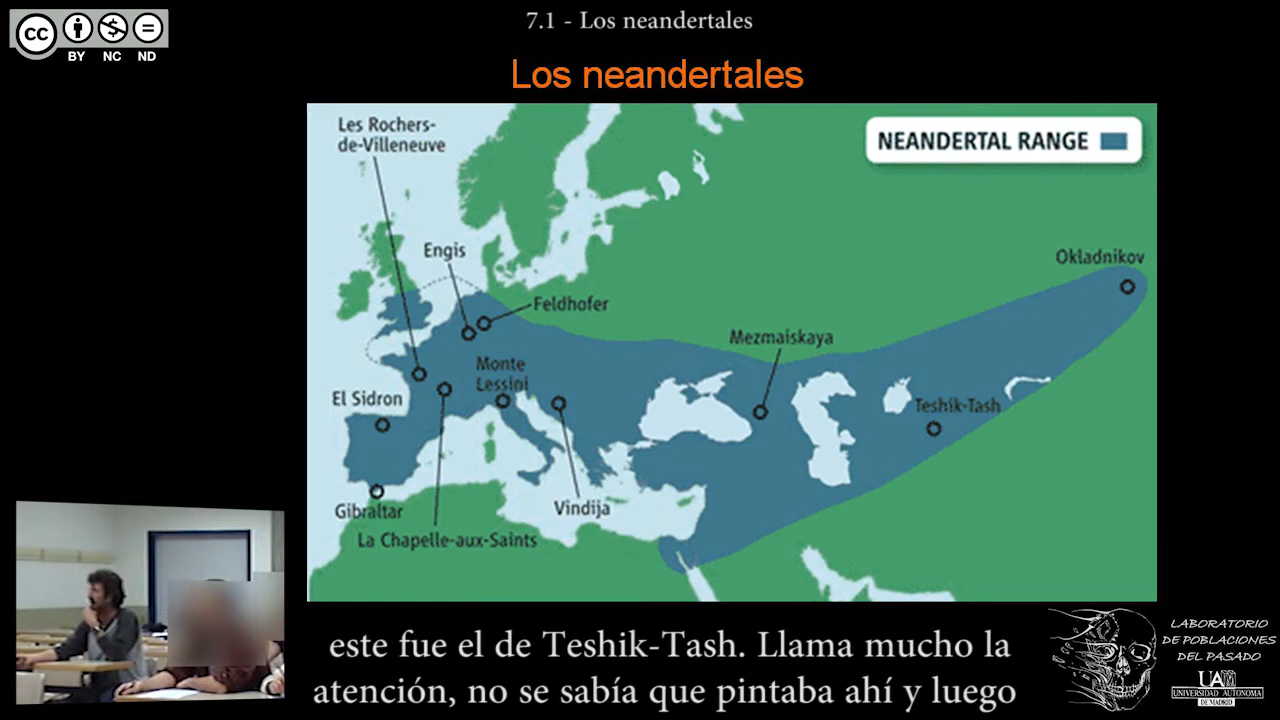 7.1 - Los neandertales
cc
BY NC ND
Los neandertales
Les Rochers-
de-Villeneuve
NEANDERTAL RANGE
Engis
Okladnikov
Feldhofer
Mezmaiskaya
Monte
Lessini
El Sidron
Teshik-Tash
Gibraltar
Vindija
La Chapelle-aux-Saints
este fue el de Teshik-Tash. Llama mucho la
atención, no se sabía que pintaba ahí y luego
LABORATORIO
DE POBLACIONES
DEL PASADO
UAM
UNIVERSIDAD AUTONOMA
DE MADRID